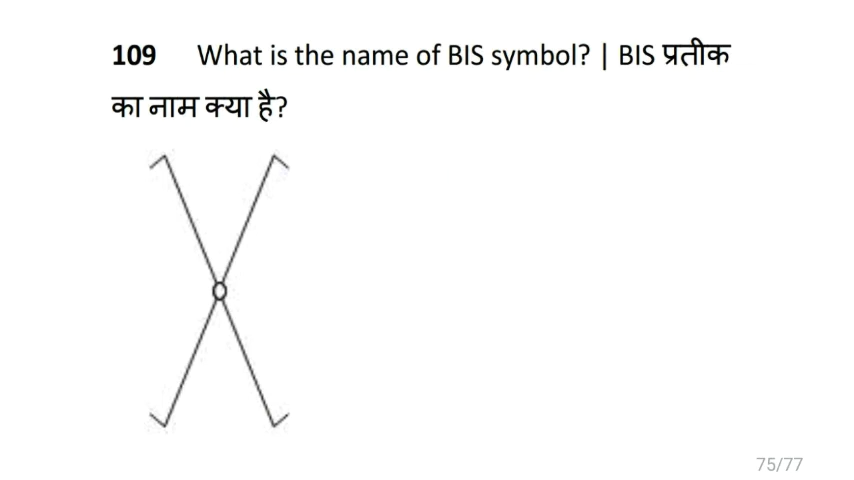 109 What is the name of BIS symbol? | BIS प्रतीक
का नाम क्या है?
75/77